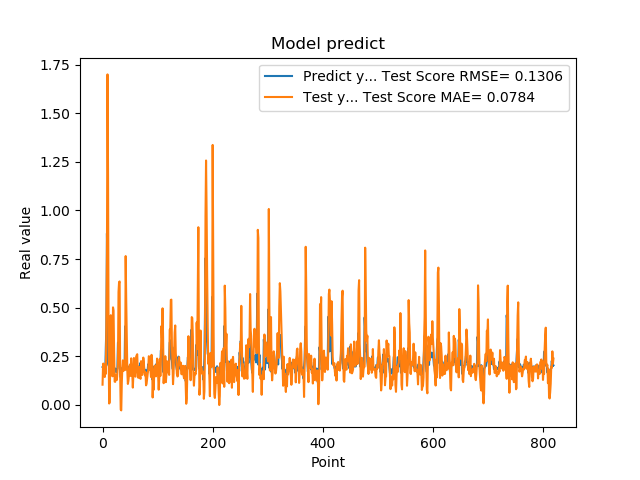 Model predict
Predict y... Test Score RMSE= 0.1306
Test y... Test Score MAE= 0.0784
1.75
1.50
1.25
1.00
0.75
0.50
0.25
0.00
Real value
0 200 400 600 800
Point